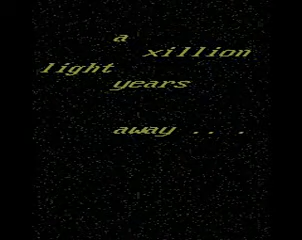 a
xillion
light
years
away .. .